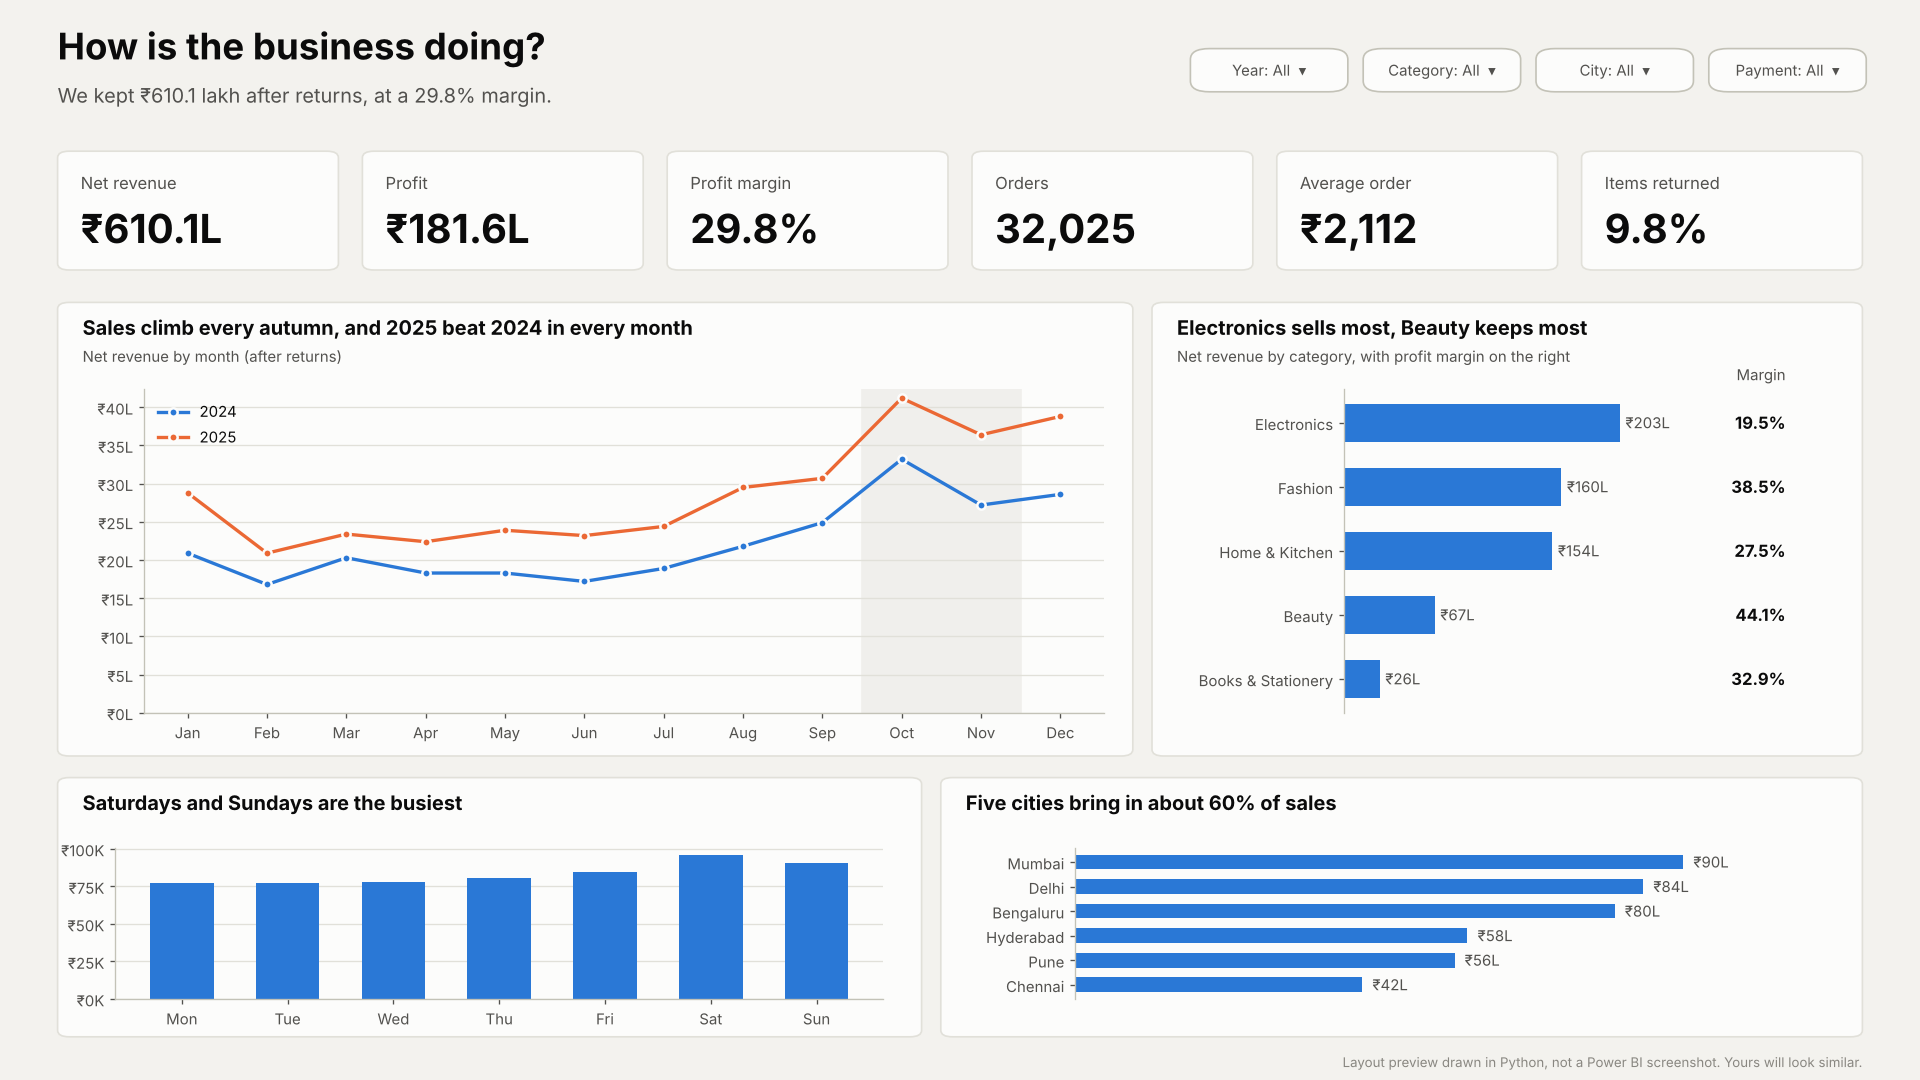 How is the business doing?
We kept ₹610.1 lakh after returns, at a 29.8% margin.
Year: All ▼
Category: All ▼
City: All ▼
Payment: All ▼
Net revenue
₹610.1L
Profit
₹181.6L
Profit margin
29.8%
Orders
32,025
Average order
₹2,112
Items returned
9.8%
Sales climb every autumn, and 2025 beat 2024 in every month
Net revenue by month (after returns)
2024
2025
₹40L
₹35L
₹30L
₹25L
₹20L
₹15L
₹10L
₹5L
₹0L
Jan Feb Mar Apr May Jun Jul Aug Sep Oct Nov Dec
Electronics sells most, Beauty keeps most
Net revenue by category, with profit margin on the right
Margin
Electronics ₹203L 19.5%
Fashion ₹160L 38.5%
Home & Kitchen ₹154L 27.5%
Beauty ₹67L 44.1%
Books & Stationery ₹26L 32.9%
Saturdays and Sundays are the busiest
₹100K
₹75K
₹50K
₹25K
₹0K
Mon Tue Wed Thu Fri Sat Sun
Five cities bring in about 60% of sales
Mumbai ₹90L
Delhi ₹84L
Bengaluru ₹80L
Hyderabad ₹58L
Pune ₹56L
Chennai ₹42L
Layout preview drawn in Python, not a Power BI screenshot. Yours will look similar.